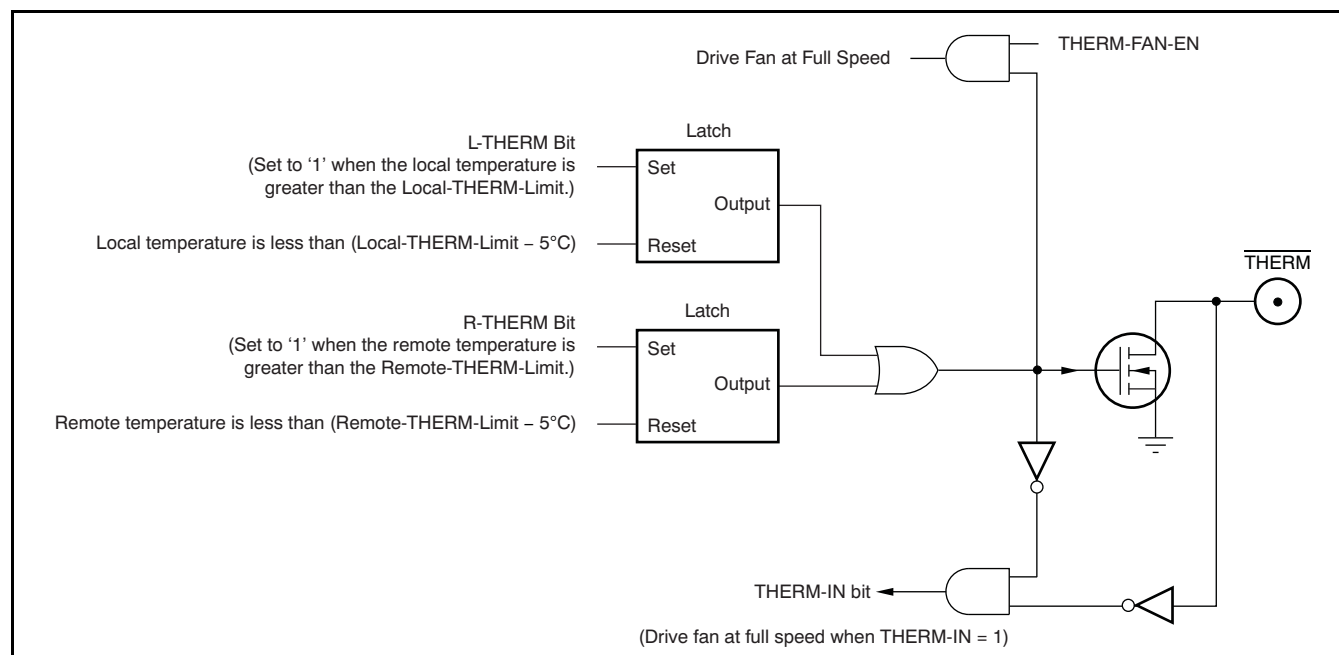 THERM-FAN-EN
Drive Fan at Full Speed
Latch
L-THERM Bit
(Set to ‘1’ when the local temperature is
greater than the Local-THERM-Limit.)
Set
Output
Local temperature is less than (Local-THERM-Limit – 5°C)
Reset
THERM
Latch
R-THERM Bit
(Set to ‘1’ when the remote temperature is
greater than the Remote-THERM-Limit.)
Set
Output
Remote temperature is less than (Remote-THERM-Limit – 5°C)
Reset
THERM-IN bit
(Drive fan at full speed when THERM-IN = 1)